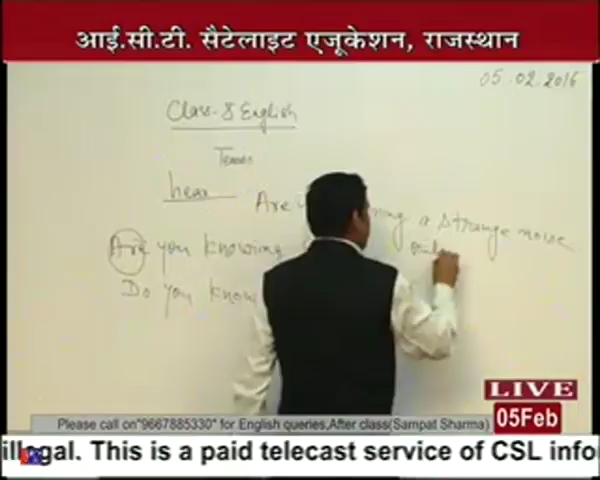 आई.सी.टी. सैटेलाइट एजूकेशन, राजस्थान
05.02.2016
Class-8 English
Tenses
hear
Are a strange noise
Are you knowing
Do you know
LIVE
05Feb
Please call on"9667885330" for English queries,After class(Sampat Sharma)
illegal. This is a paid telecast service of CSL info